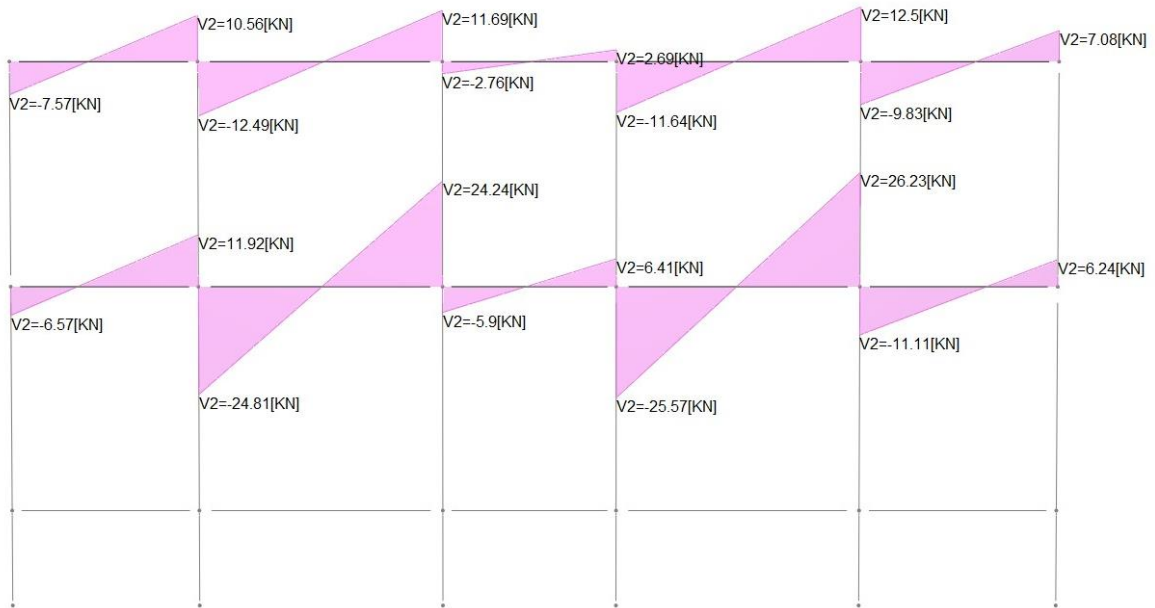 V2=10.56[KN]
V2=11.69[KN]
V2=12.5[KN]
V2=7.08[KN]
V2=2.69[KN]
V2=-7.57[KN]
V2=-2.76[KN]
V2=-12.49[KN]
V2=-11.64[KN]
V2=-9.83[KN]
V2=24.24[KN]
V2=26.23[KN]
V2=11.92[KN]
V2=6.41[KN]
V2=6.24[KN]
V2=-6.57[KN]
V2=-5.9[KN]
V2=-11.11[KN]
V2=-24.81[KN]
V2=-25.57[KN]